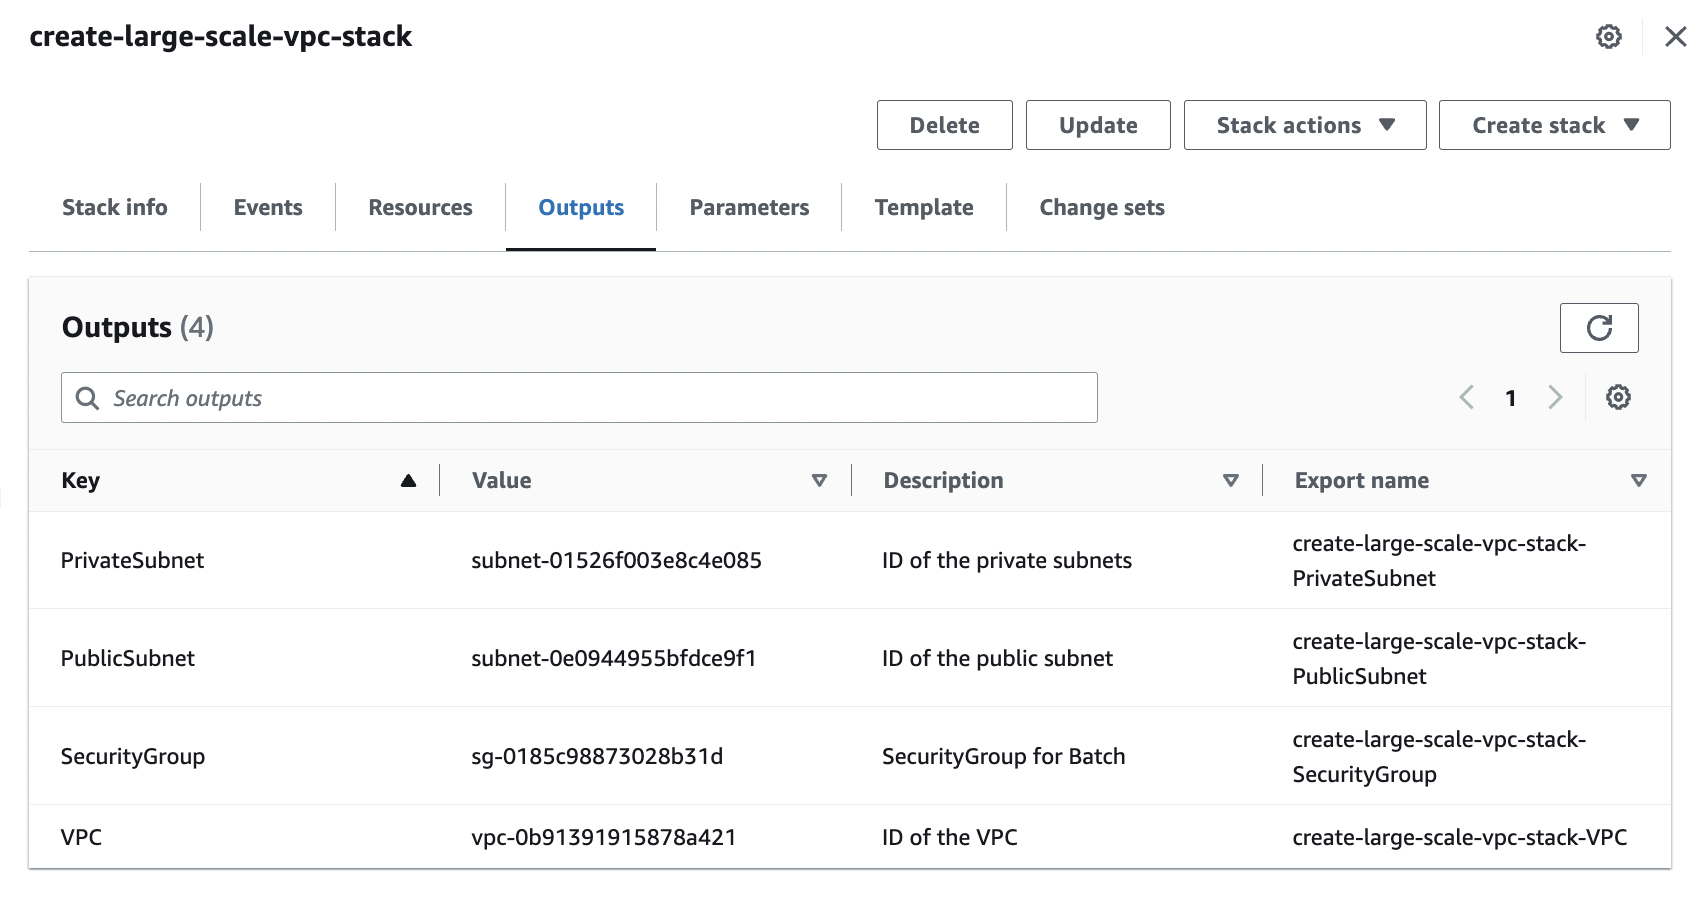 create-large-scale-vpc-stack
Delete
Update
Stack actions
Create stack
Stack info
Events
Resources
Outputs
Parameters
Template
Change sets
Outputs (4)
Search outputs
1
Key
Value
Description
Export name
PrivateSubnet
subnet-01526f003e8c4e085
ID of the private subnets
create-large-scale-vpc-stack-
PrivateSubnet
PublicSubnet
subnet-0e0944955bfdce9f1
ID of the public subnet
create-large-scale-vpc-stack-
PublicSubnet
SecurityGroup
sg-0185c98873028b31d
SecurityGroup for Batch
create-large-scale-vpc-stack-
SecurityGroup
VPC
vpc-0b91391915878a421
ID of the VPC
create-large-scale-vpc-stack-VPC